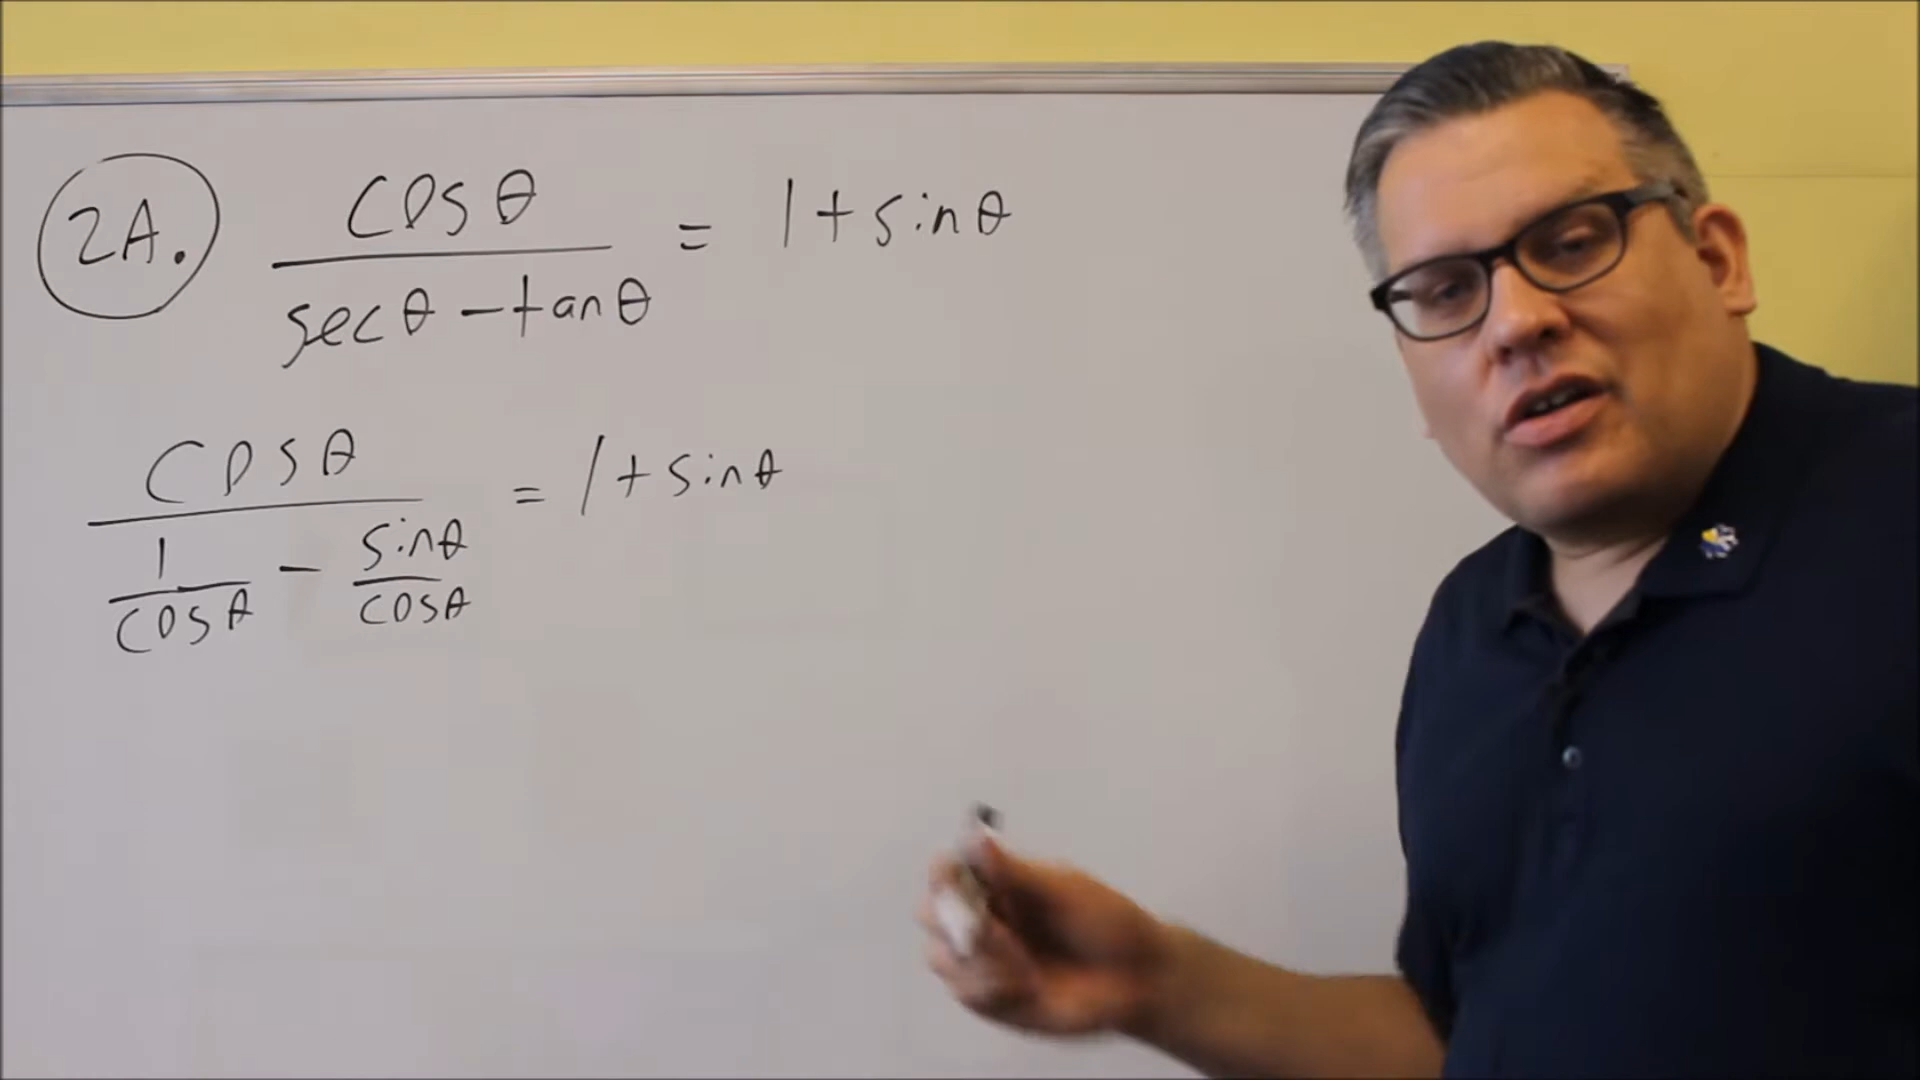 2A. cos θ / sec θ - tan θ = 1 + sin θ
cos θ / 1/cos θ - sin θ/cos θ = 1 + sin θ